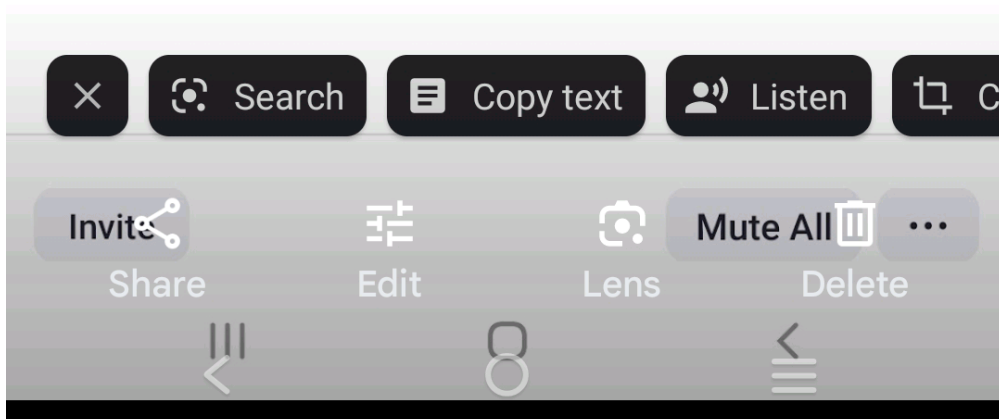 Search Copy text Listen C
Invite Mute All ...
Share Edit Lens Delete